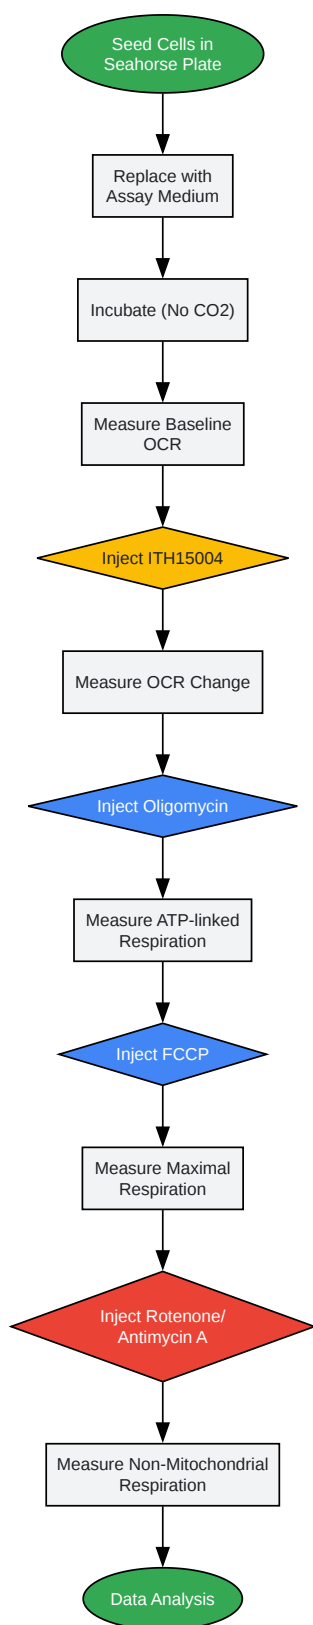 Seed Cells in
Seahorse Plate
Replace with
Assay Medium
Incubate (No CO2)
Measure Baseline
OCR
Inject ITH15004
Measure OCR Change
Inject Oligomycin
Measure ATP-linked
Respiration
Inject FCCP
Measure Maximal
Respiration
Inject Rotenone/
Antimycin A
Measure Non-Mitochondrial
Respiration
Data Analysis